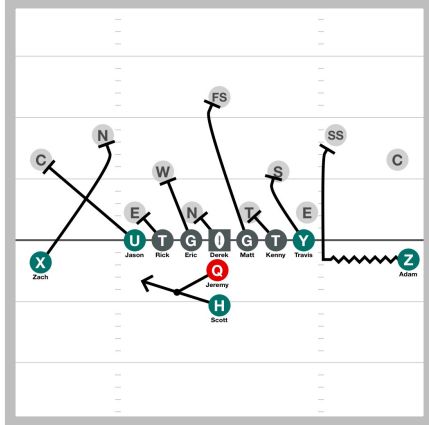 FS
N
SS
C
C
W
S
E
N
E
U
T
G
G
T
Y
Jason
Rick
Eric
Derek
Matt
Kenny
Travis
X
Zach
Q
Jeremy
Z
Adam
H
Scott